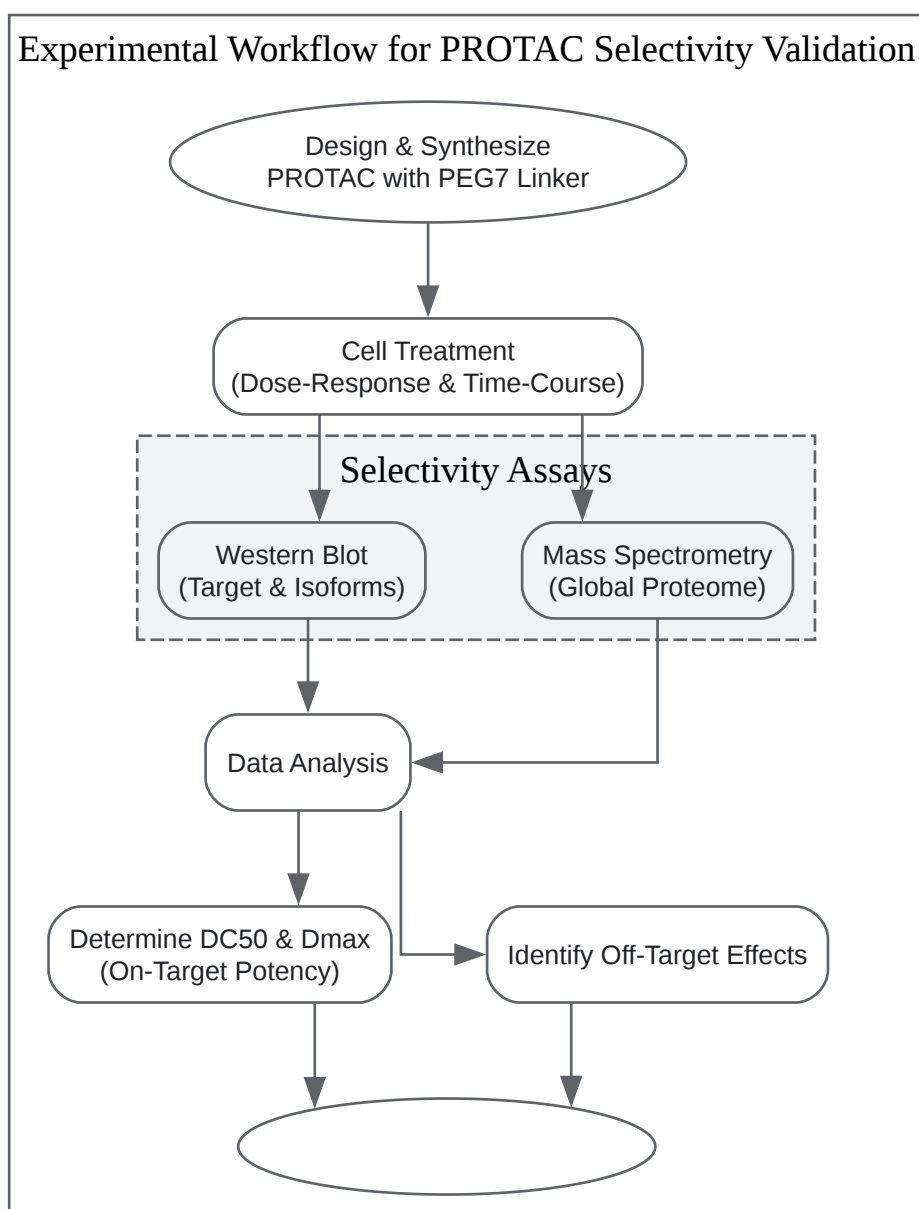 Experimental Workflow for PROTAC Selectivity Validation
Design & Synthesize
PROTAC with PEG7 Linker
Cell Treatment
(Dose-Response & Time-Course)
Selectivity Assays
Western Blot
(Target & Isoforms)
Mass Spectrometry
(Global Proteome)
Data Analysis
Determine DC50 & Dmax
(On-Target Potency)
Identify Off-Target Effects